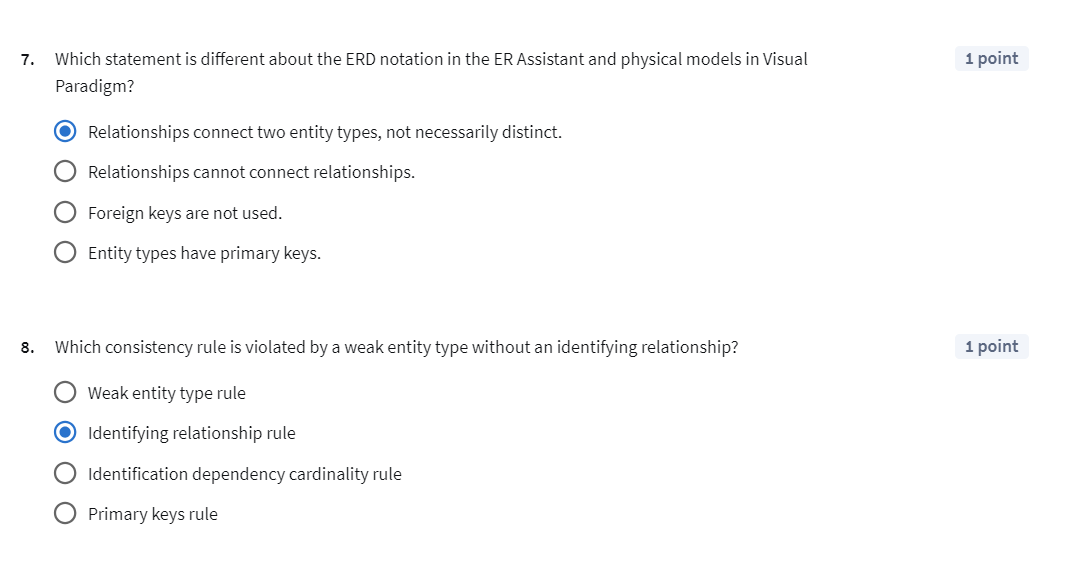 7. Which statement is different about the ERD notation in the ER Assistant and physical models in Visual 1 point
Paradigm?
Relationships connect two entity types, not necessarily distinct.
Relationships cannot connect relationships.
Foreign keys are not used.
Entity types have primary keys.
8. Which consistency rule is violated by a weak entity type without an identifying relationship? 1 point
Weak entity type rule
Identifying relationship rule
Identification dependency cardinality rule
Primary keys rule